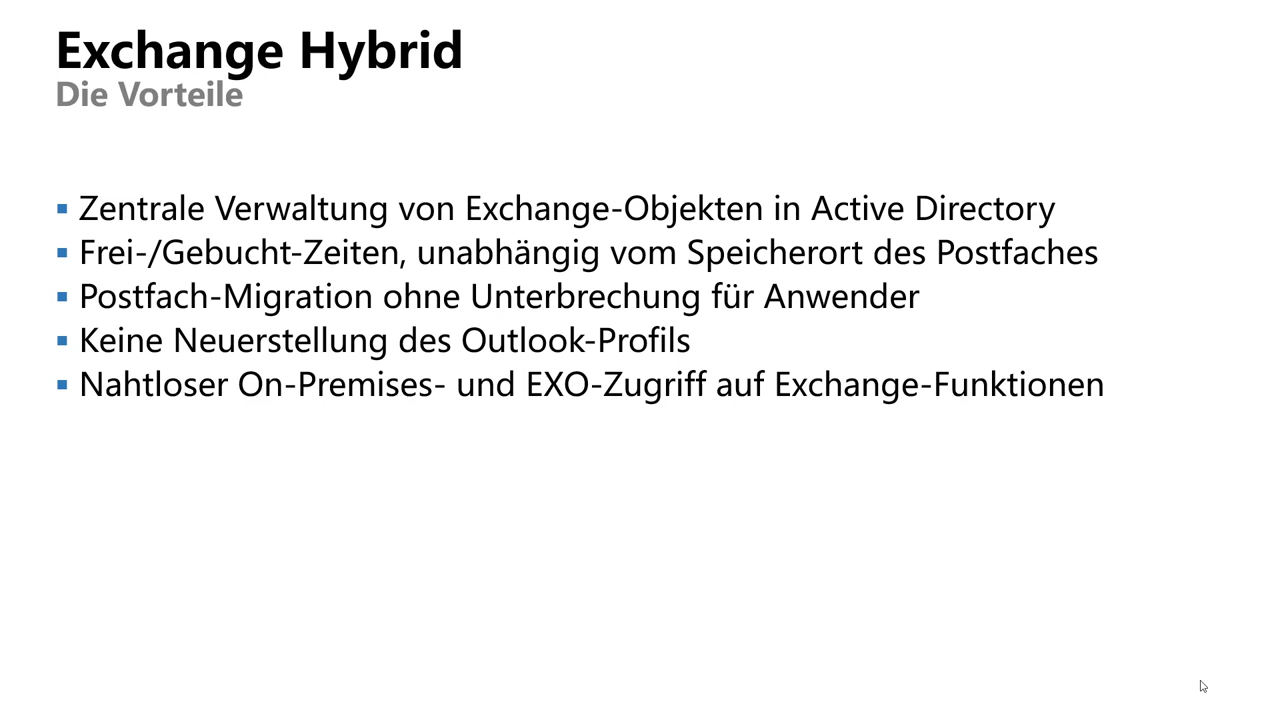 Exchange Hybrid
Die Vorteile
Zentrale Verwaltung von Exchange-Objekten in Active Directory
Frei-/Gebucht-Zeiten, unabhängig vom Speicherort des Postfaches
Postfach-Migration ohne Unterbrechung für Anwender
Keine Neuerstellung des Outlook-Profils
Nahtloser On-Premises- und EXO-Zugriff auf Exchange-Funktionen